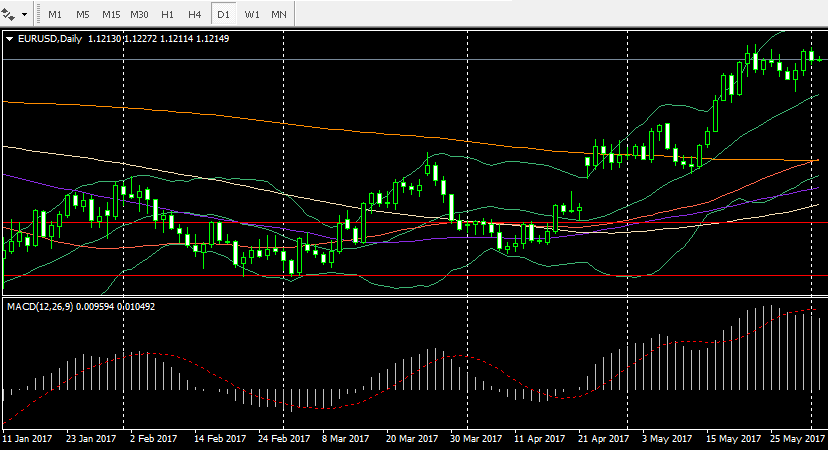 M1 M5 M15 M30 H1 H4 D1 W1 MN
EURUSD,Daily 1.12130 1.12272 1.12114 1.12149
MACD(12,26,9) 0.009594 0.010492
11 Jan 2017 23 Jan 2017 2 Feb 2017 14 Feb 2017 24 Feb 2017 8 Mar 2017 20 Mar 2017 30 Mar 2017 11 Apr 2017 21 Apr 2017 3 May 2017 15 May 2017 25 May 2017